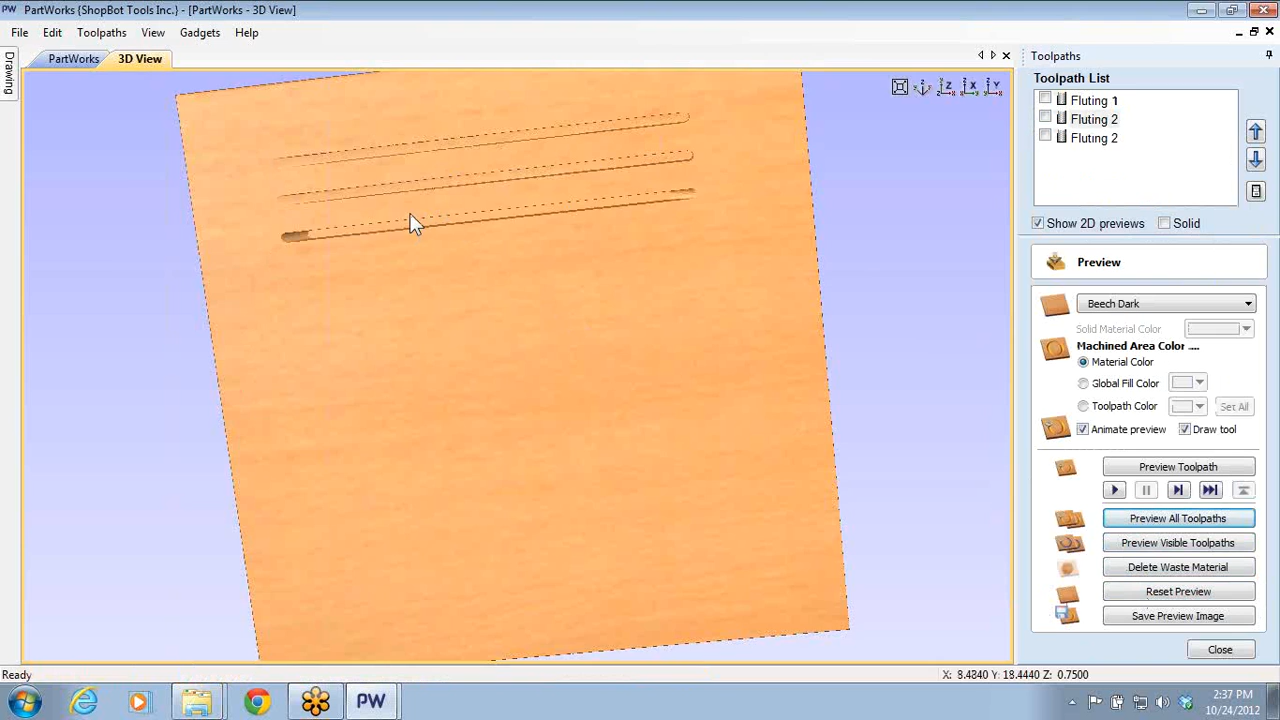 PW PartWorks {ShopBot Tools Inc.} - [PartWorks - 3D View]
File Edit Toolpaths View Gadgets Help
Drawing
PartWorks 3D View
Toolpaths
Toolpath List
Fluting 1
Fluting 2
Fluting 2
Show 2D previews Solid
Preview
Beech Dark
Solid Material Color
Machined Area Color ....
Material Color
Global Fill Color
Toolpath Color Set All
Animate preview Draw tool
Preview Toolpath
Preview All Toolpaths
Preview Visible Toolpaths
Delete Waste Material
Reset Preview
Save Preview Image
Close
Ready X: 8.4840 Y: 18.4440 Z: 0.7500
PW
2:37 PM
10/24/2012